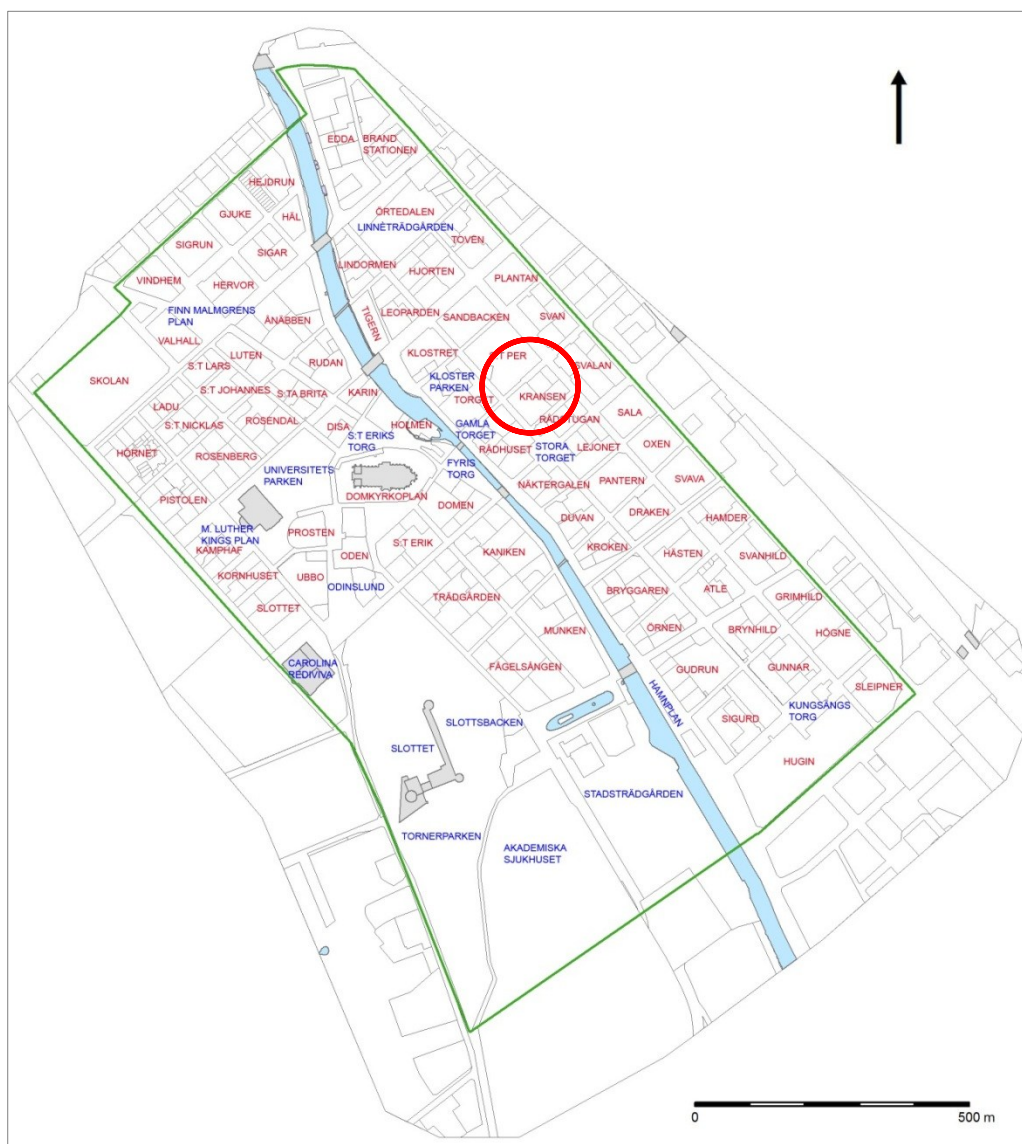 EDDA
BRAND
STATIONEN
HEJDRUN
GJUKE
HÄL
ÖRTEDALEN
LINNÉTRÄDGÅRDEN
SIGRUN
SIGAR
TOVEN
LINDORMEN
HJORTEN
VINDHEM
HERVOR
PLANTAN
FINN MALMGRENS
PLAN
ÅNÄBBEN
TIGERN
LEOPARDEN
SANDBACKEN
SVAN
VALHALL
LUTEN
RUDAN
KLOSTRET
PER
SVALAN
S:T LARS
SKOLAN
S:T JOHANNES
S:TA BRITA
KARIN
KLOSTER
PARKEN
TORGET
KRANSEN
LADU
S:T NICKLAS
ROSENDAL
DISA
HOLMEN
GAMLA
TORGET
RÅDSTUGAN
SALA
S:T ERIKS
TORG
HORNET
ROSENBERG
RÅDHUSET
STORA
TORGET
LEJONET
OXEN
UNIVERSITETS
PARKEN
FYRIS
TORG
PISTOLEN
DOMKYRKOPLAN
DOMEN
NÄKTERGALEN
PANTERN
SVAVA
M. LUTHER
KINGS PLAN
KAMPHAF
PROSTEN
DUVAN
DRAKEN
HAMDER
ODEN
S:T ERIK
KANIKEN
KROKEN
HÄSTEN
SVANHILD
KORNHUSET
UBBO
ODINSLUND
TRÄDGÅRDEN
BRYGGAREN
ATLE
GRIMHILD
SLOTTET
MUNKEN
ÖRNEN
BRYNHILD
HÖGNE
CAROLINA
REDIVIVA
FÅGELSÅNGEN
HAMNPLAN
GUDRUN
GUNNAR
SLEIPNER
SLOTTSBACKEN
SIGURD
KUNGSÄNGS
TORG
SLOTTET
HUGIN
STADSTRÄDGÅRDEN
TORNERPARKEN
AKADEMISKA
SJUKHUSET
0 500 m